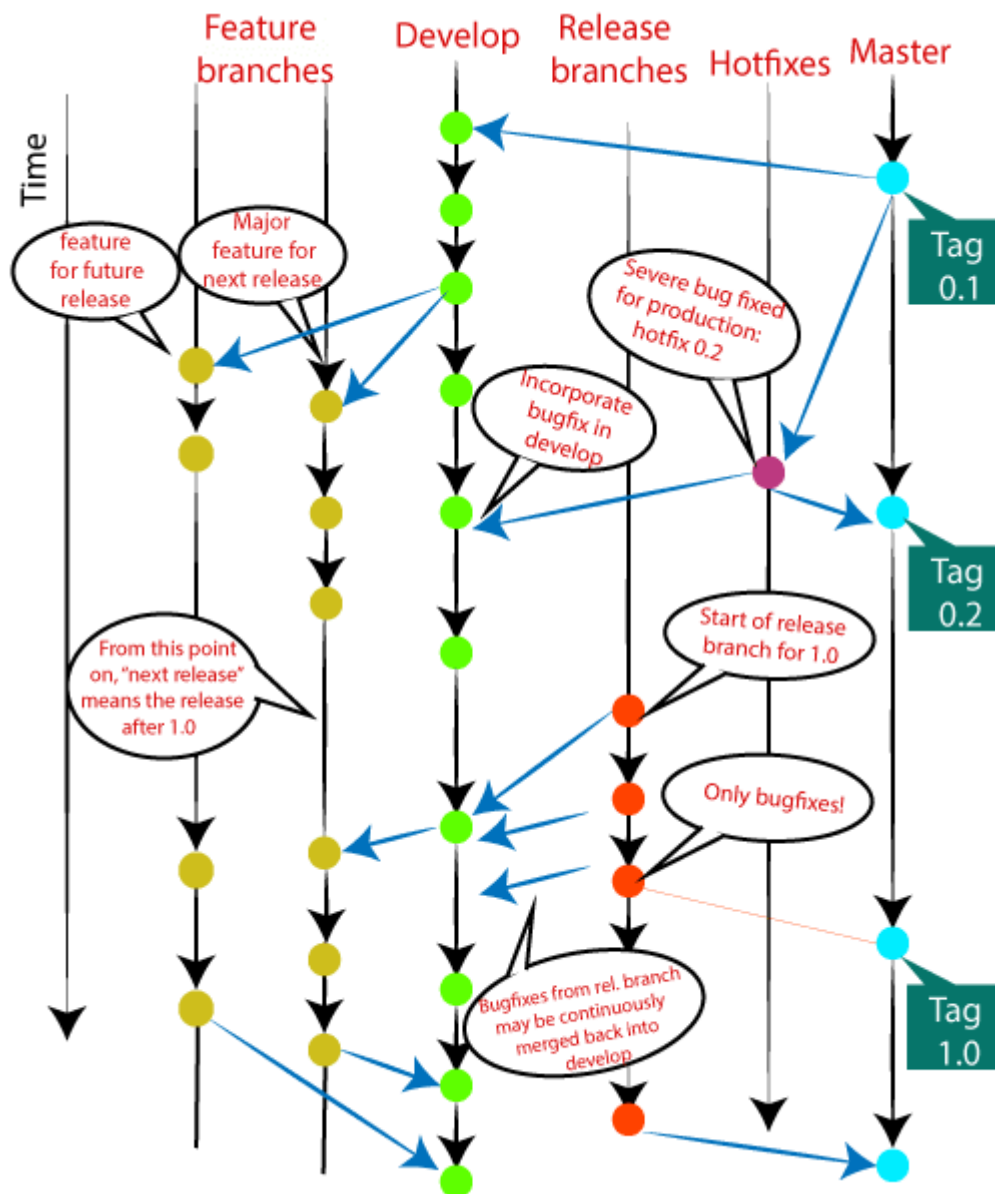 Feature
branches
Develop
Release
branches
Hotfixes
Master
Time
feature
for future
release
Major
feature for
next release
Severe bug fixed
for production:
hotfix 0.2
Tag
0.1
Incorporate
bugfix in
develop
Tag
0.2
From this point
on, “next release”
means the release
after 1.0
Start of release
branch for 1.0
Only bugfixes!
Bugfixes from rel. branch
may be continuously
merged back into
develop
Tag
1.0